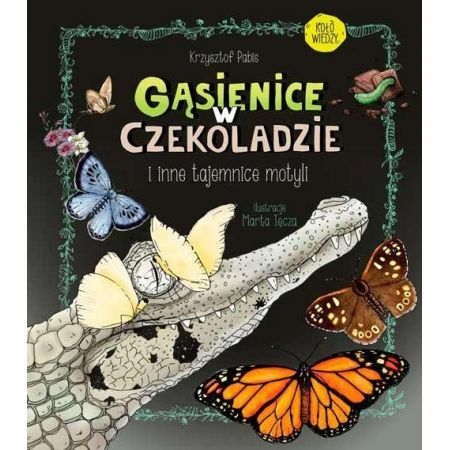 KOŁO
WIEDZY
Krzysztof Pabis
GĄSIENICE
W
CZEKOLADZIE
i inne tajemnice motyli
ilustracje
Marta Tęcza